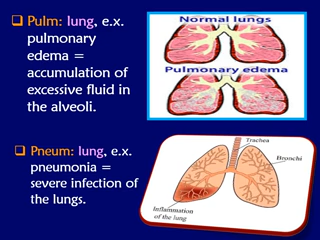 ❑ Pulm: lung, e.x.
pulmonary
edema =
accumulation of
excessive fluid in
the alveoli.
Normal lungs
Pulmonary edema
❑ Pneum: lung, e.x.
pneumonia =
severe infection of
the lungs.
Trachea
Bronchi
Inflammation
of the lung